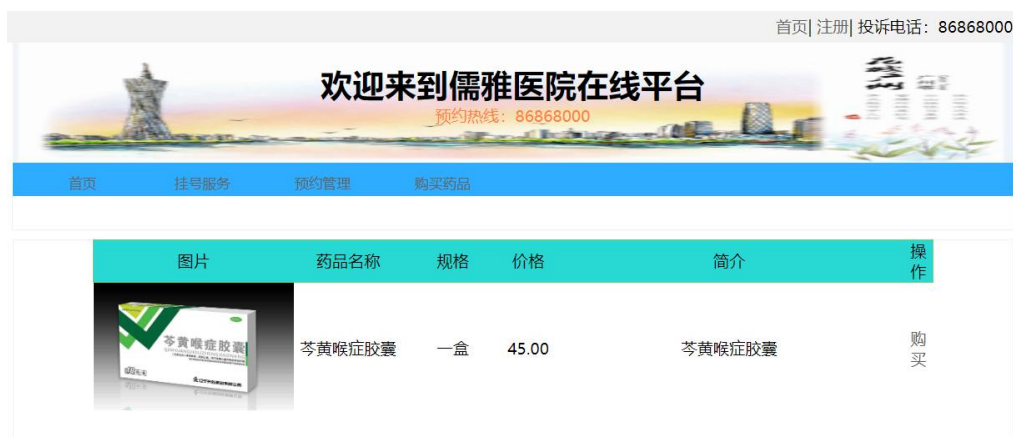 首页| 注册| 投诉电话：86868000
欢迎来到儒雅医院在线平台
预约热线：86868000
首页 挂号服务 预约管理 购买药品
图片 药品名称 规格 价格 简介 操作
芩黄喉症胶囊
芩黄喉症胶囊 一盒 45.00 芩黄喉症胶囊 购买